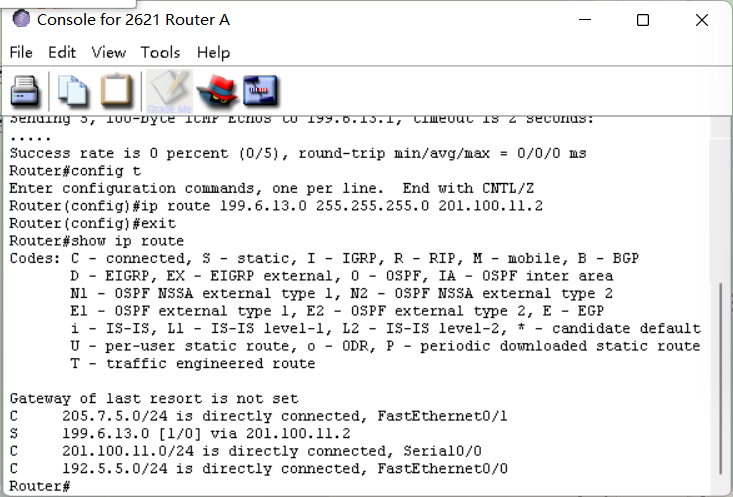 Console for 2621 Router A
File Edit View Tools Help
Grade Me
Sending 5, 100-byte ICMP Echos to 199.6.13.1, timeout is 2 seconds:
.....
Success rate is 0 percent (0/5), round-trip min/avg/max = 0/0/0 ms
Router#config t
Enter configuration commands, one per line.  End with CNTL/Z
Router(config)#ip route 199.6.13.0 255.255.255.0 201.100.11.2
Router(config)#exit
Router#show ip route
Codes: C - connected, S - static, I - IGRP, R - RIP, M - mobile, B - BGP
D - EIGRP, EX - EIGRP external, O - OSPF, IA - OSPF inter area
N1 - OSPF NSSA external type 1, N2 - OSPF NSSA external type 2
E1 - OSPF external type 1, E2 - OSPF external type 2, E - EGP
i - IS-IS, L1 - IS-IS level-1, L2 - IS-IS level-2, * - candidate default
U - per-user static route, o - ODR, P - periodic downloaded static route
T - traffic engineered route
Gateway of last resort is not set
C 205.7.5.0/24 is directly connected, FastEthernet0/1
S 199.6.13.0 [1/0] via 201.100.11.2
C 201.100.11.0/24 is directly connected, Serial0/0
C 192.5.5.0/24 is directly connected, FastEthernet0/0
Router#